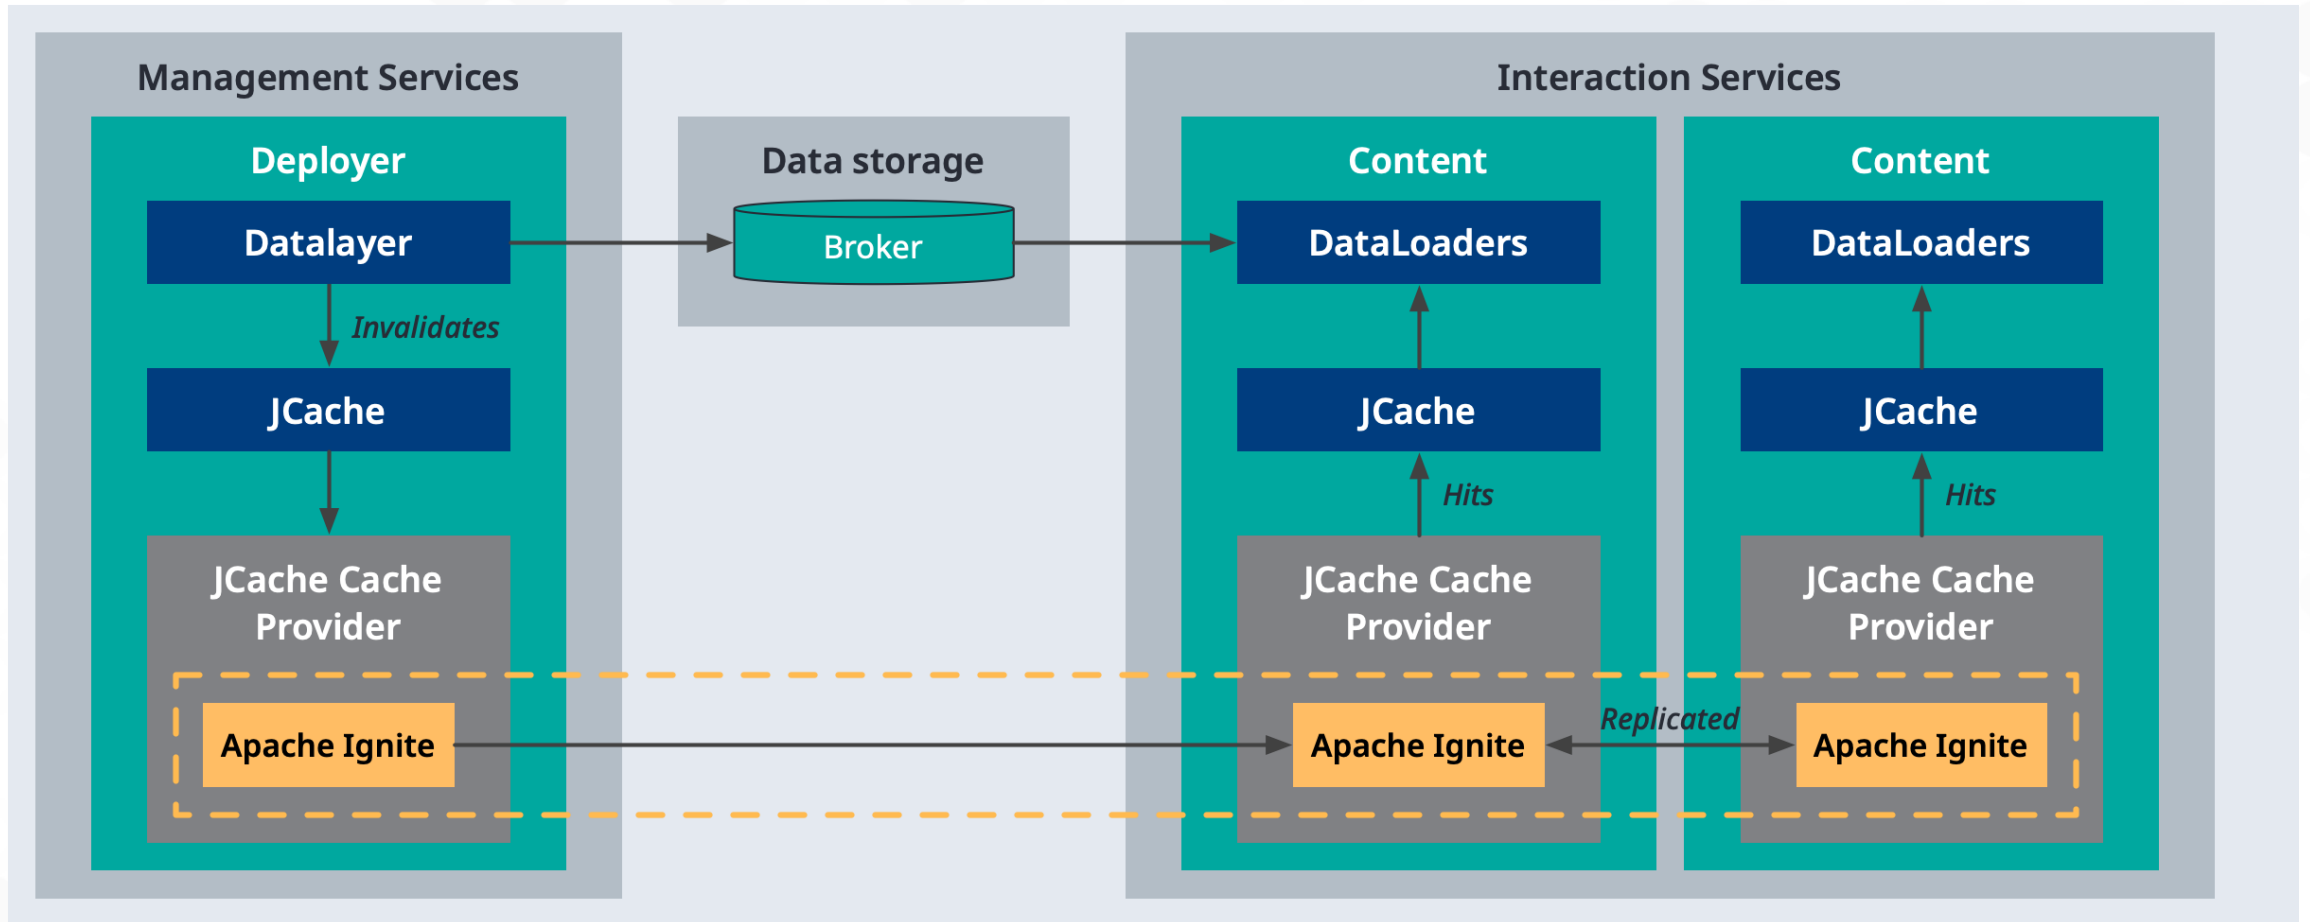 Management Services
Deployer
Datalayer
Invalidates
JCache
JCache Cache
Provider
Apache Ignite
Data storage
Broker
Interaction Services
Content
DataLoaders
JCache
Hits
JCache Cache
Provider
Apache Ignite
Replicated
Content
DataLoaders
JCache
Hits
JCache Cache
Provider
Apache Ignite